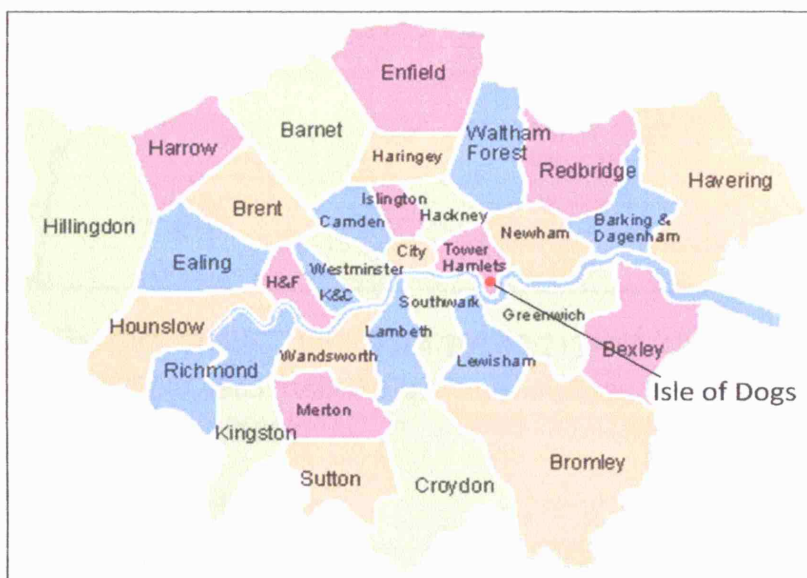 Enfield
Barnet
Waltham
Forest
Harrow
Haringey
Redbridge
Havering
Hillingdon
Brent
Islington
Camden
Hackney
Newham
Barking &
Dagenham
Ealing
H&F
Westminster
K&C
City
Tower
Hamlets
Southwark
Greenwich
Hounslow
Lambeth
Wandsworth
Lewisham
Bexley
Richmond
Isle of Dogs
Merton
Kingston
Sutton
Croydon
Bromley